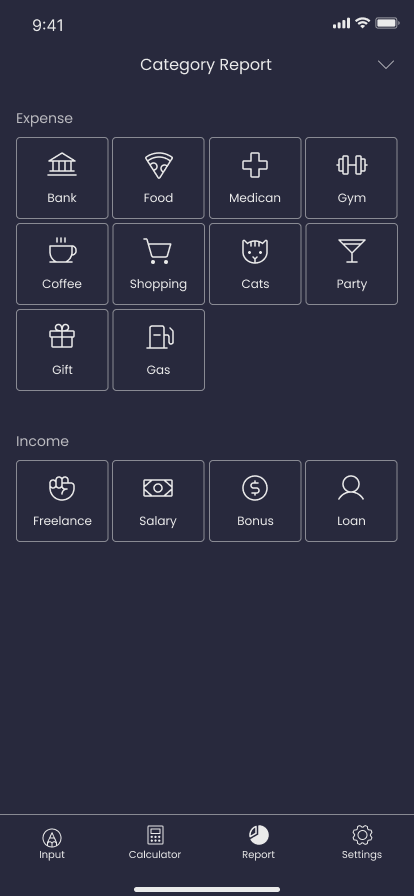 9:41
Category Report
Expense
Bank Food Medican Gym
Coffee Shopping Cats Party
Gift Gas
Income
Freelance Salary Bonus Loan
Input Calculator Report Settings